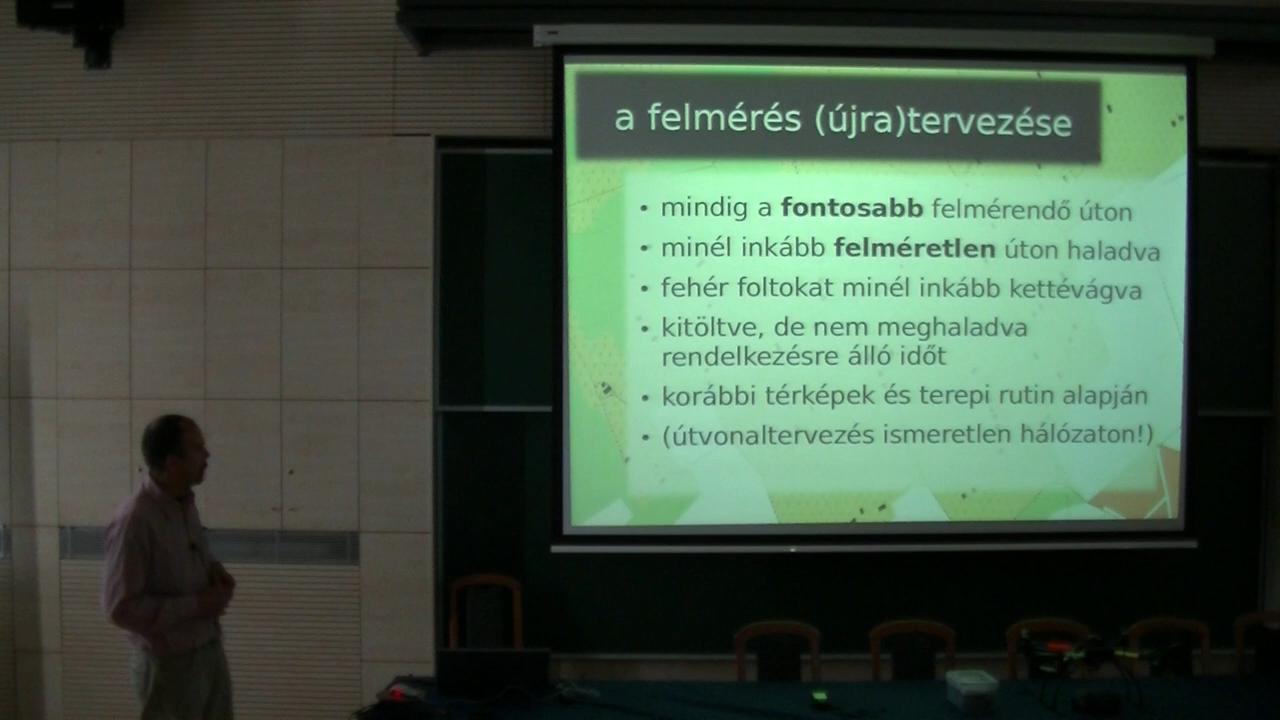 a felmérés (újra)tervezése
• mindig a fontosabb felmérendő úton
• minél inkább felméretlen úton haladva
• fehér foltokat minél inkább kettévágva
• kitöltve, de nem meghaladva
rendelkezésre álló időt
• korábbi térképek és terepi rutin alapján
• (útvonaltervezés ismeretlen hálózaton!)